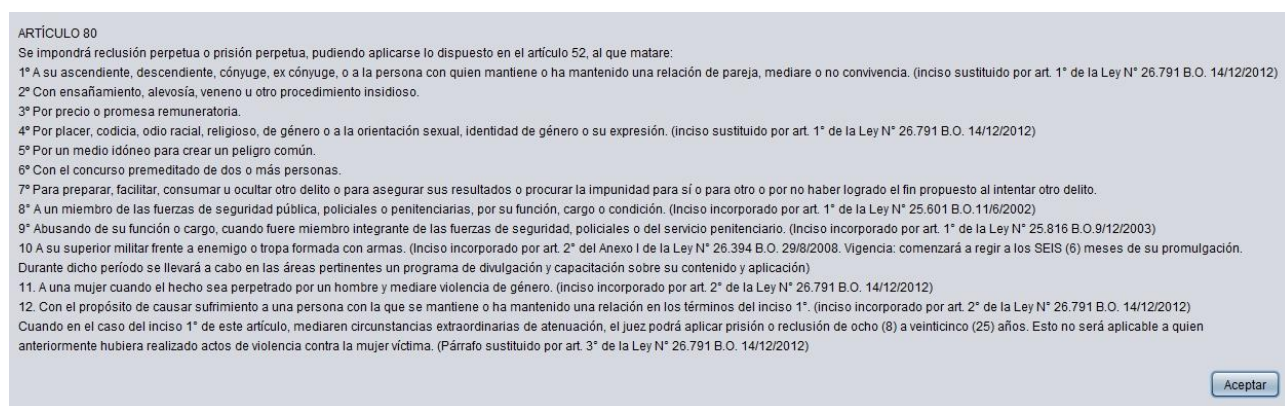 ARTÍCULO 80
Se impondrá reclusión perpetua o prisión perpetua, pudiendo aplicarse lo dispuesto en el artículo 52, al que matare:
1º A su ascendiente, descendiente, cónyuge, ex cónyuge, o a la persona con quien mantiene o ha mantenido una relación de pareja, mediare o no convivencia. (inciso sustituido por art. 1° de la Ley N° 26.791 B.O. 14/12/2012)
2º Con ensañamiento, alevosía, veneno u otro procedimiento insidioso.
3º Por precio o promesa remuneratoria.
4º Por placer, codicia, odio racial, religioso, de género o a la orientación sexual, identidad de género o su expresión. (inciso sustituido por art. 1° de la Ley N° 26.791 B.O. 14/12/2012)
5º Por un medio idóneo para crear un peligro común.
6º Con el concurso premeditado de dos o más personas.
7º Para preparar, facilitar, consumar u ocultar otro delito o para asegurar sus resultados o procurar la impunidad para sí o para otro o por no haber logrado el fin propuesto al intentar otro delito.
8° A un miembro de las fuerzas de seguridad pública, policiales o penitenciarias, por su función, cargo o condición. (Inciso incorporado por art. 1° de la Ley N° 25.601 B.O.11/6/2002)
9° Abusando de su función o cargo, cuando fuere miembro integrante de las fuerzas de seguridad, policiales o del servicio penitenciario. (Inciso incorporado por art. 1° de la Ley N° 25.816 B.O.9/12/2003)
10 A su superior militar frente a enemigo o tropa formada con armas. (Inciso incorporado por art. 2° del Anexo I de la Ley N° 26.394 B.O. 29/8/2008. Vigencia: comenzará a regir a los SEIS (6) meses de su promulgación.
Durante dicho período se llevará a cabo en las áreas pertinentes un programa de divulgación y capacitación sobre su contenido y aplicación)
11. A una mujer cuando el hecho sea perpetrado por un hombre y mediare violencia de género. (inciso incorporado por art. 2° de la Ley N° 26.791 B.O. 14/12/2012)
12. Con el propósito de causar sufrimiento a una persona con la que se mantiene o ha mantenido una relación en los términos del inciso 1°. (inciso incorporado por art. 2° de la Ley N° 26.791 B.O. 14/12/2012)
Cuando en el caso del inciso 1° de este artículo, mediaren circunstancias extraordinarias de atenuación, el juez podrá aplicar prisión o reclusión de ocho (8) a veinticinco (25) años. Esto no será aplicable a quien
anteriormente hubiera realizado actos de violencia contra la mujer víctima. (Párrafo sustituido por art. 3° de la Ley N° 26.791 B.O. 14/12/2012)
Aceptar